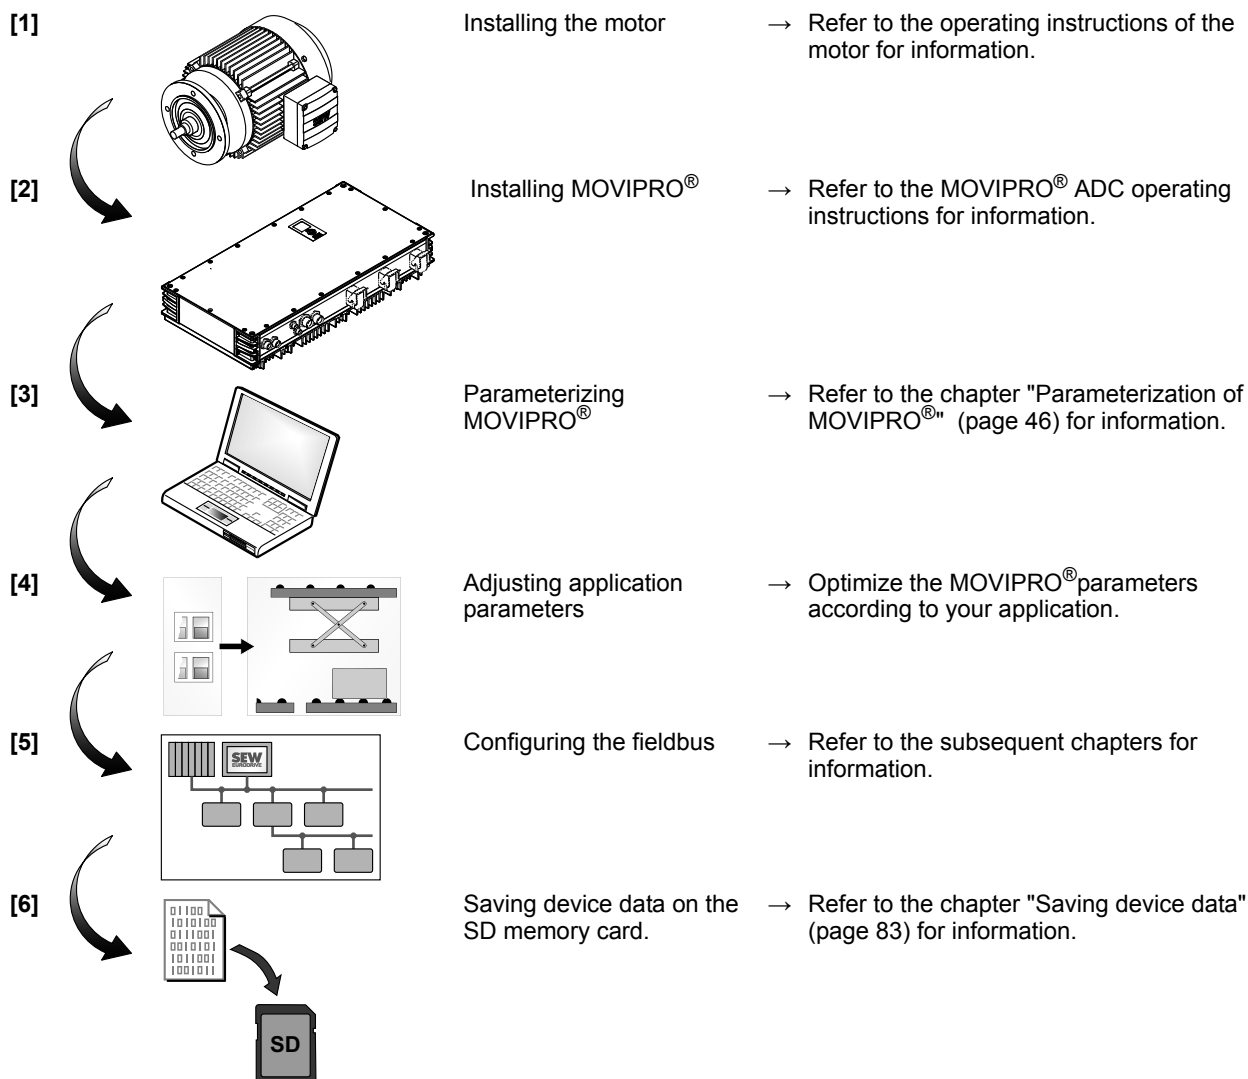 [1] Installing the motor → Refer to the operating instructions of the
motor for information.
[2] Installing MOVIPRO® → Refer to the MOVIPRO® ADC operating
instructions for information.
[3] Parameterizing → Refer to the chapter "Parameterization of
MOVIPRO® MOVIPRO®" (page 46) for information.
[4] Adjusting application → Optimize the MOVIPRO®parameters
parameters according to your application.
[5] Configuring the fieldbus → Refer to the subsequent chapters for
information.
SEW
EURODRIVE
[6] Saving device data on the → Refer to the chapter "Saving device data"
SD memory card. (page 83) for information.
SD